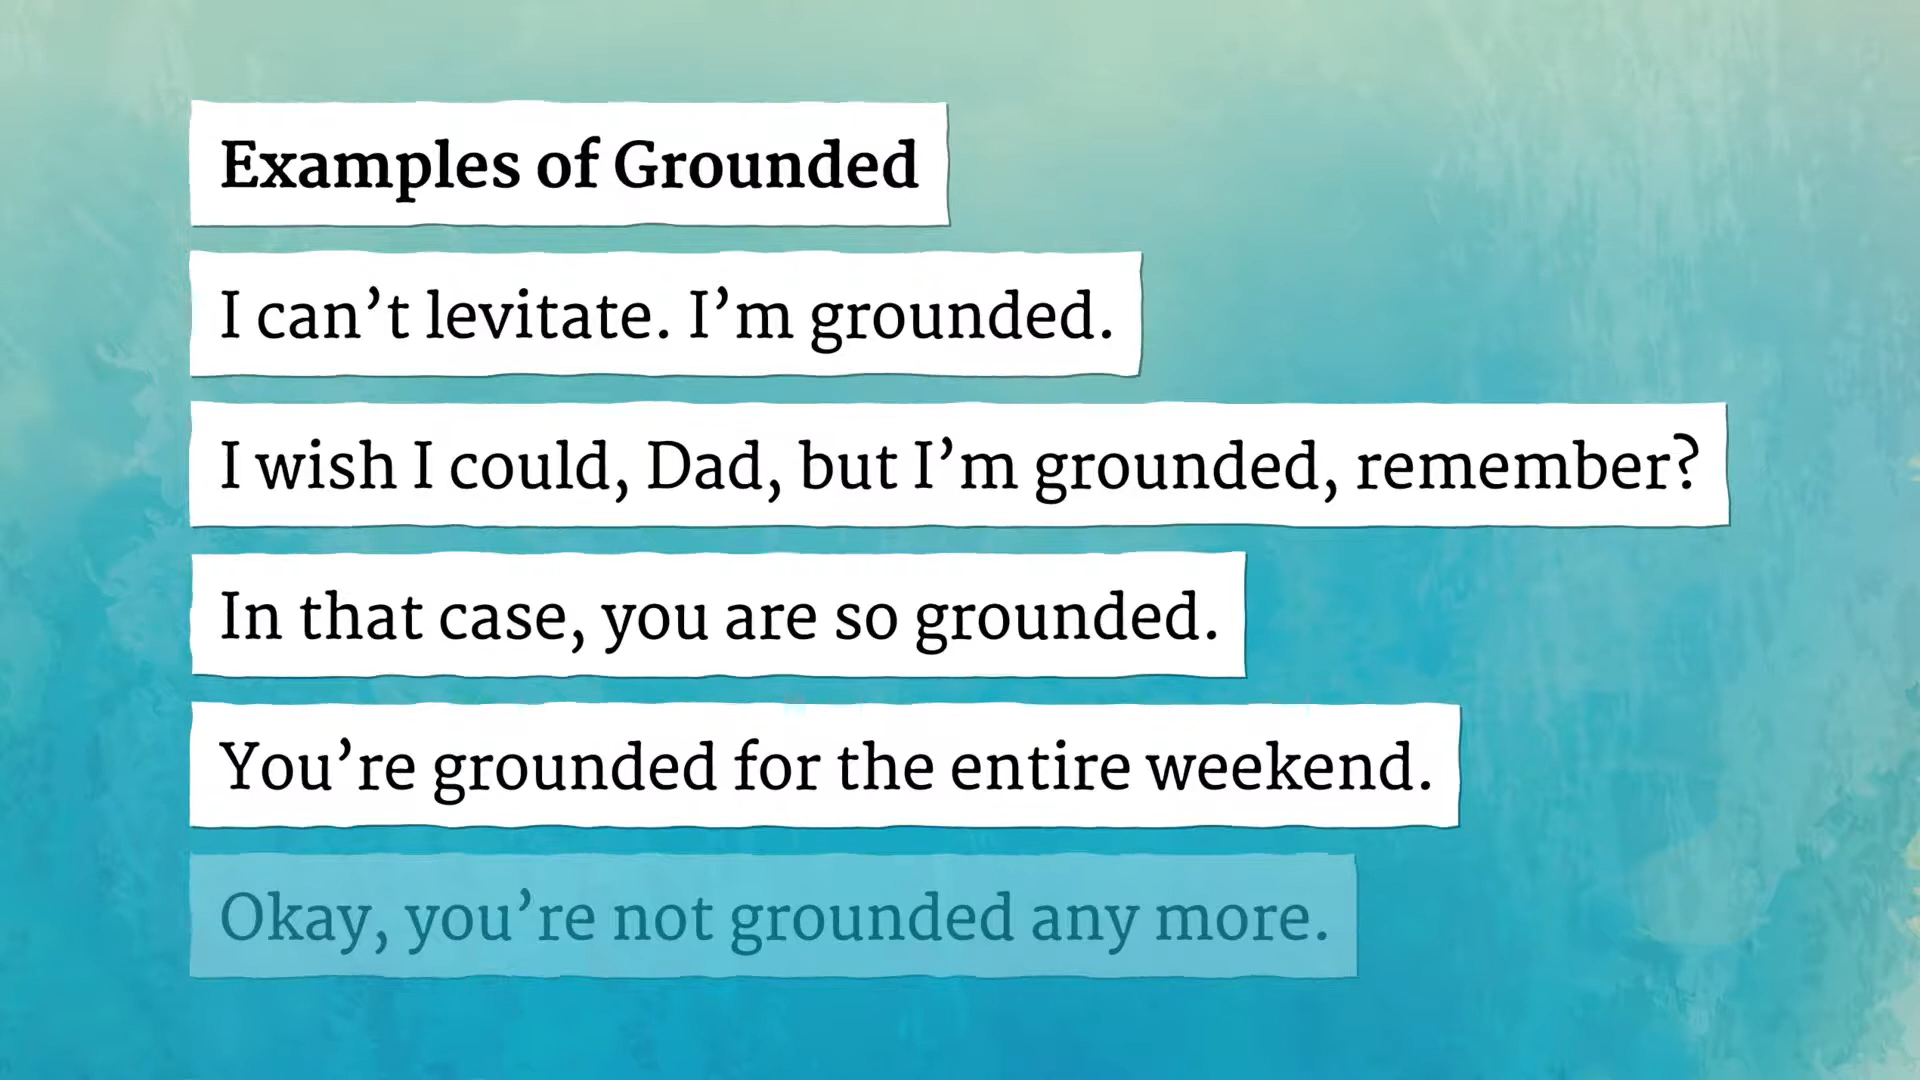 Examples of Grounded
I can’t levitate. I’m grounded.
I wish I could, Dad, but I’m grounded, remember?
In that case, you are so grounded.
You’re grounded for the entire weekend.
Okay, you’re not grounded any more.